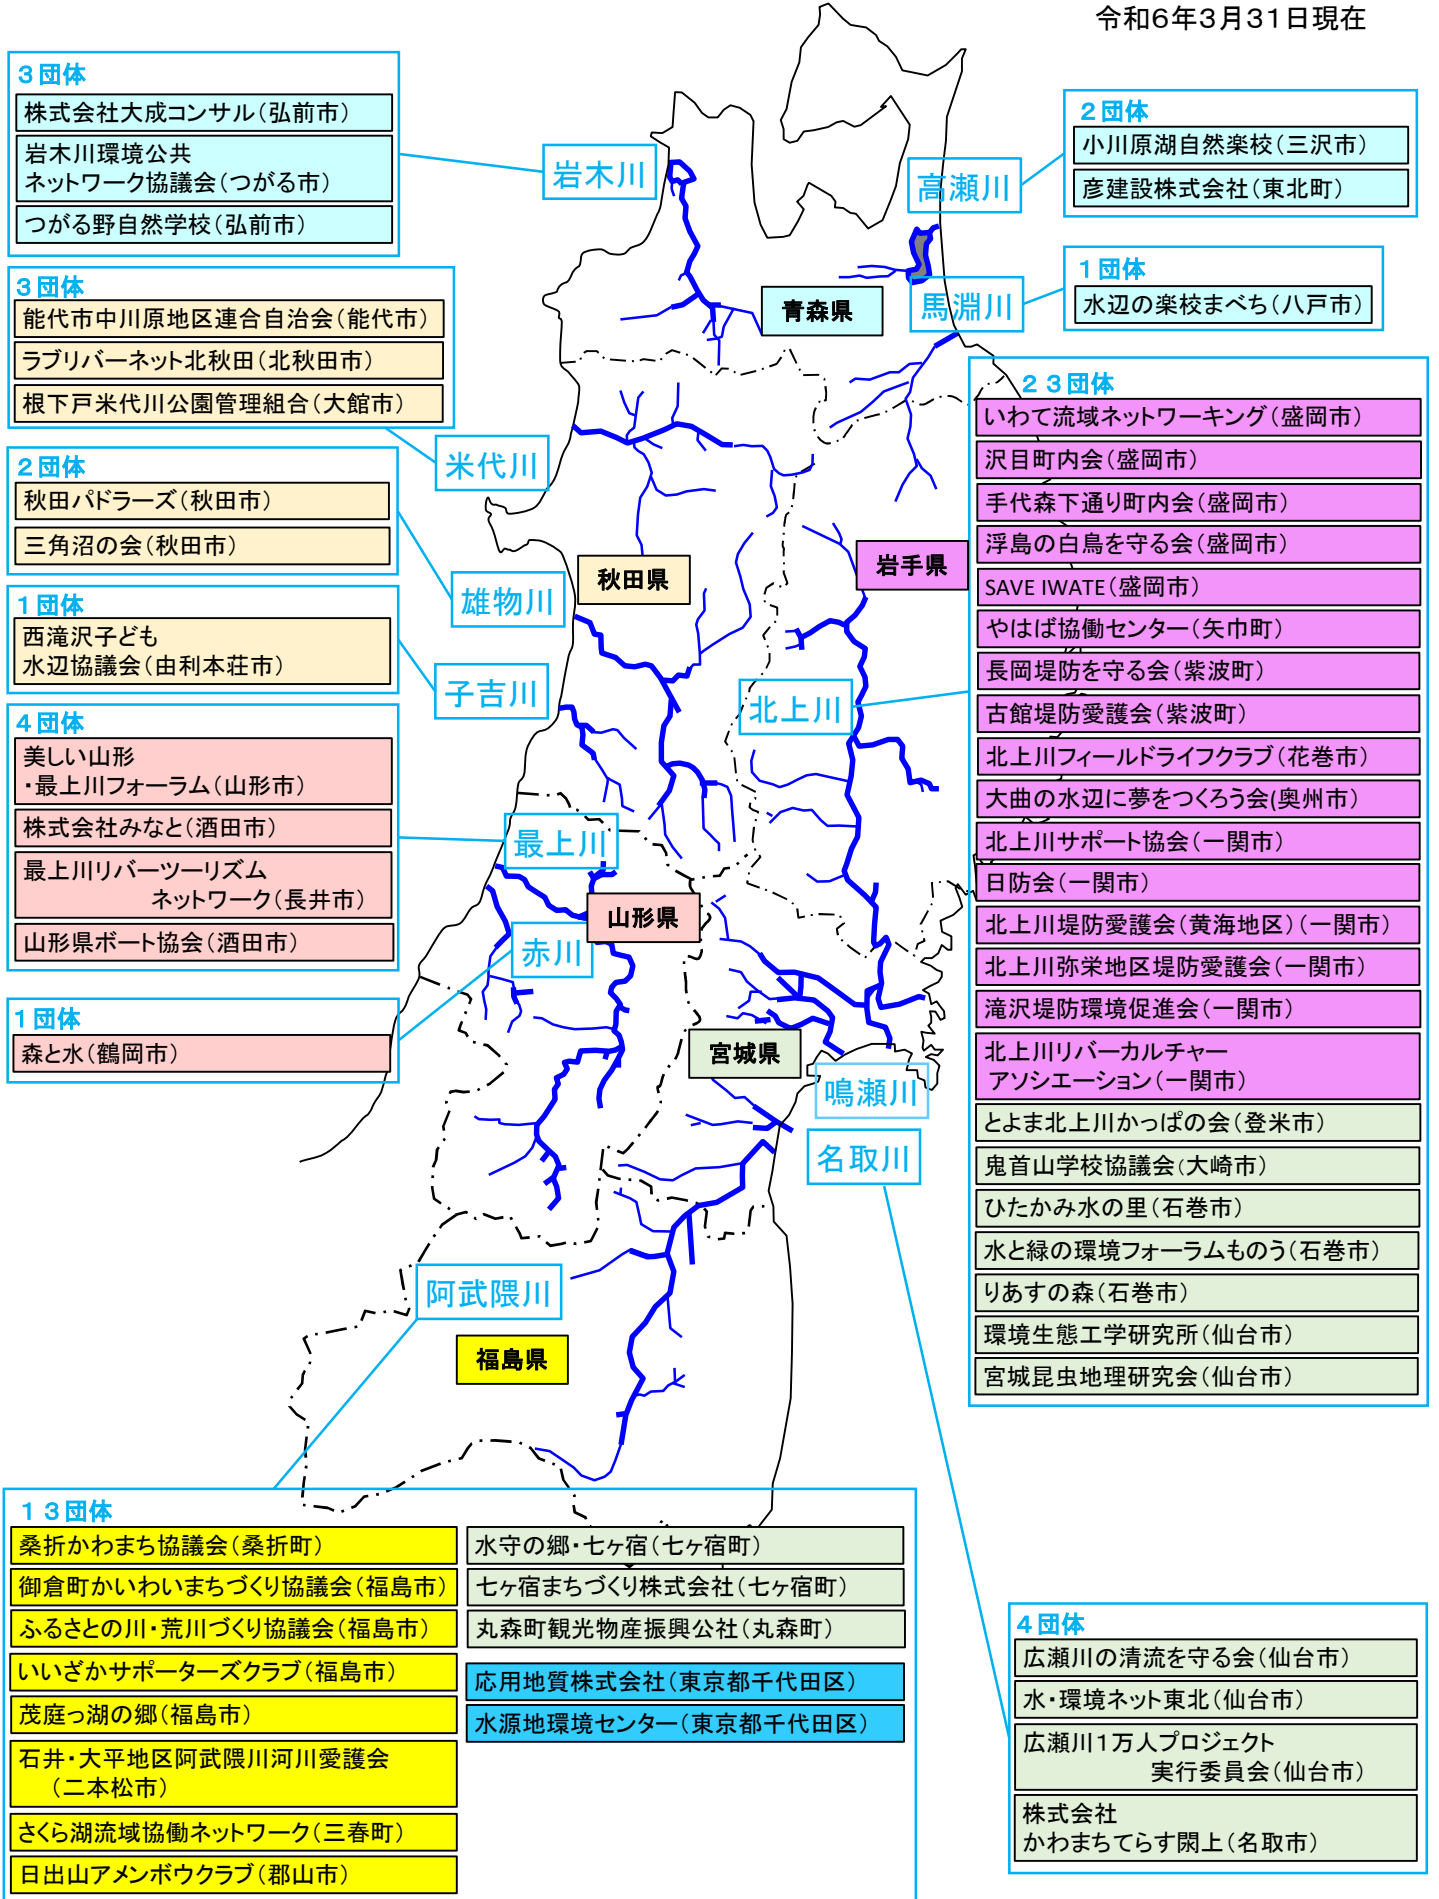 令和6年3月31日現在
3団体
株式会社大成コンサル(弘前市)
岩木川環境公共
ネットワーク協議会(つがる市)
つがる野自然学校(弘前市)
岩木川
高瀬川
2団体
小川原湖自然楽校(三沢市)
彦建設株式会社(東北町)
馬淵川
1団体
水辺の楽校まべち(八戸市)
青森県
3団体
能代市中川原地区連合自治会(能代市)
ラブリバーネット北秋田(北秋田市)
根下戸米代川公園管理組合(大館市)
米代川
2団体
秋田パドラーズ(秋田市)
三角沼の会(秋田市)
雄物川
秋田県
1団体
西滝沢子ども
水辺協議会(由利本荘市)
子吉川
4団体
美しい山形
・最上川フォーラム(山形市)
株式会社みなと(酒田市)
最上川リバーツーリズム
ネットワーク(長井市)
山形県ボート協会(酒田市)
最上川
山形県
赤川
1団体
森と水(鶴岡市)
岩手県
北上川
23団体
いわて流域ネットワーキング(盛岡市)
沢目町内会(盛岡市)
手代森下通り町内会(盛岡市)
浮島の白鳥を守る会(盛岡市)
SAVE IWATE(盛岡市)
やはば協働センター(矢巾町)
長岡堤防を守る会(紫波町)
古館堤防愛護会(紫波町)
北上川フィールドライフクラブ(花巻市)
大曲の水辺に夢をつくろう会(奥州市)
北上川サポート協会(一関市)
日防会(一関市)
北上川堤防愛護会(黄海地区)(一関市)
北上川弥栄地区堤防愛護会(一関市)
滝沢堤防環境促進会(一関市)
北上川リバーカルチャー
アソシエーション(一関市)
とよま北上川かっぱの会(登米市)
鬼首山学校協議会(大崎市)
ひたかみ水の里(石巻市)
水と緑の環境フォーラムものう(石巻市)
りあすの森(石巻市)
環境生態工学研究所(仙台市)
宮城昆虫地理研究会(仙台市)
宮城県
鳴瀬川
名取川
阿武隈川
福島県
13団体
桑折かわまち協議会(桑折町)
御倉町かいわいまちづくり協議会(福島市)
ふるさとの川・荒川づくり協議会(福島市)
いいざかサポーターズクラブ(福島市)
茂庭っ湖の郷(福島市)
石井・大平地区阿武隈川河川愛護会
(二本松市)
さくら湖流域協働ネットワーク(三春町)
日出山アメンボウクラブ(郡山市)
水守の郷・七ヶ宿(七ヶ宿町)
七ヶ宿まちづくり株式会社(七ヶ宿町)
丸森町観光物産振興公社(丸森町)
応用地質株式会社(東京都千代田区)
水源地環境センター(東京都千代田区)
4団体
広瀬川の清流を守る会(仙台市)
水・環境ネット東北(仙台市)
広瀬川1万人プロジェクト
実行委員会(仙台市)
株式会社
かわまちてらす閖上(名取市)